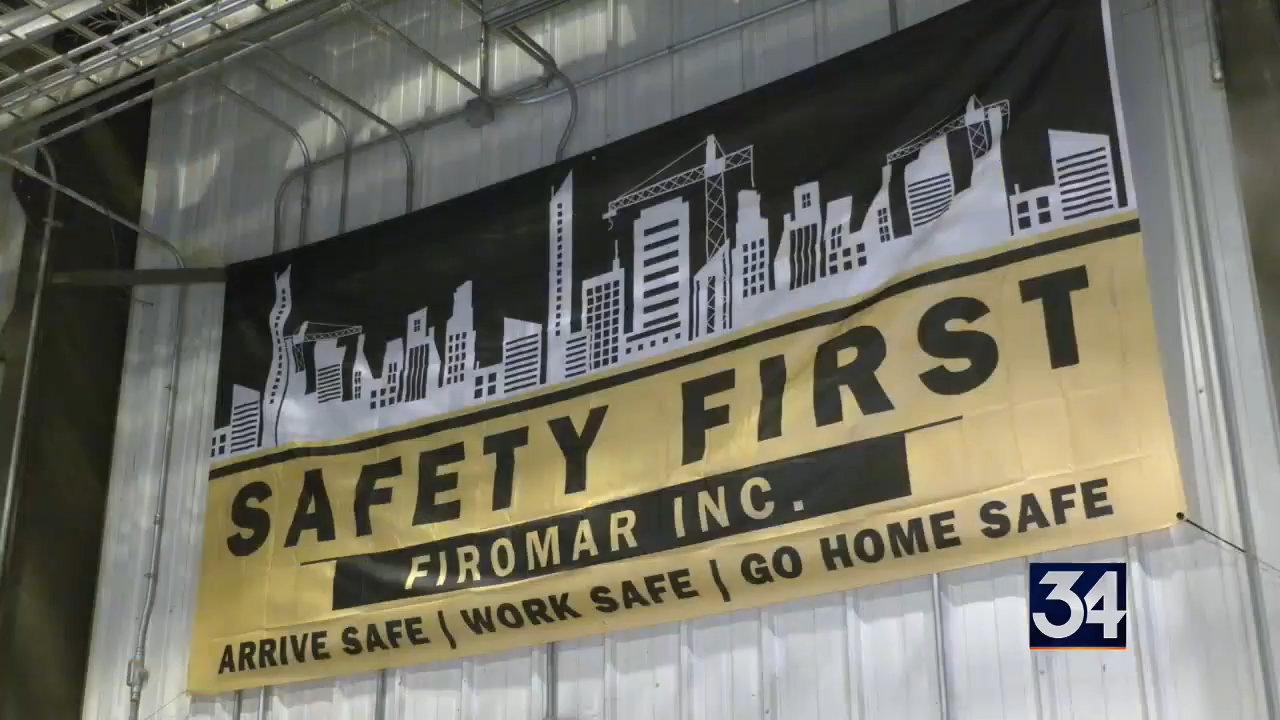 SAFETY FIRST
FIROMAR INC.
ARRIVE SAFE | WORK SAFE | GO HOME SAFE
34